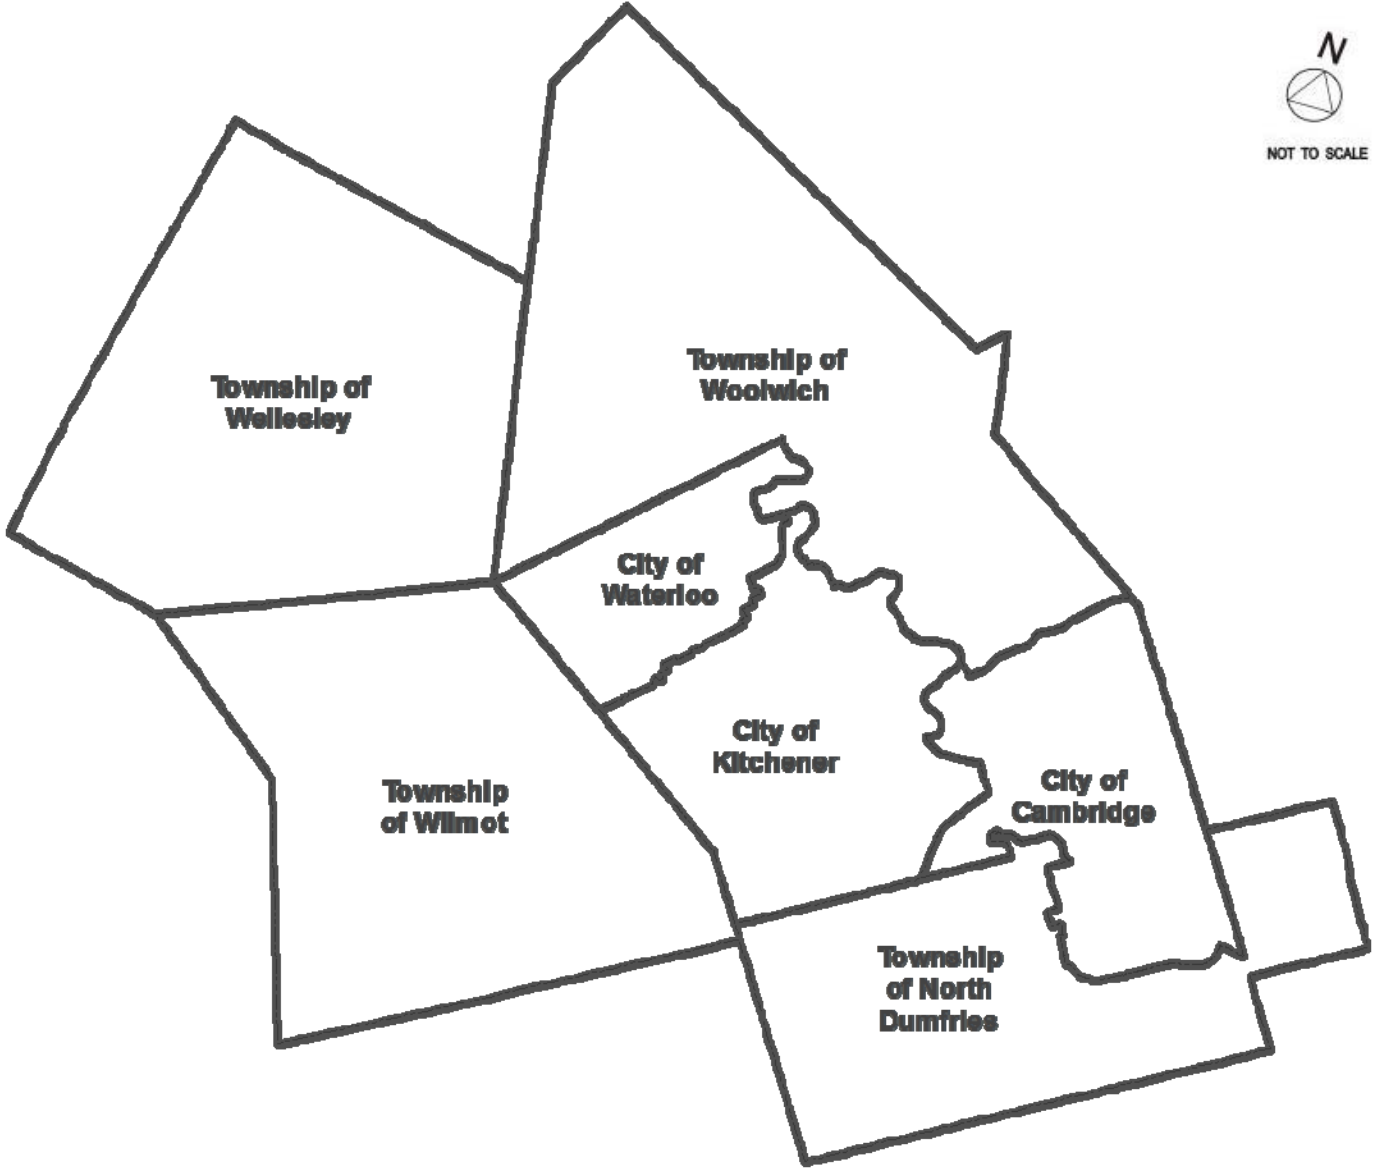 N
NOT TO SCALE
Township of
Woolwich
Township of
Wellesley
City of
Waterloo
City of
Kitchener
City of
Cambridge
Township
of Wilmot
Township
of North
Dumfries